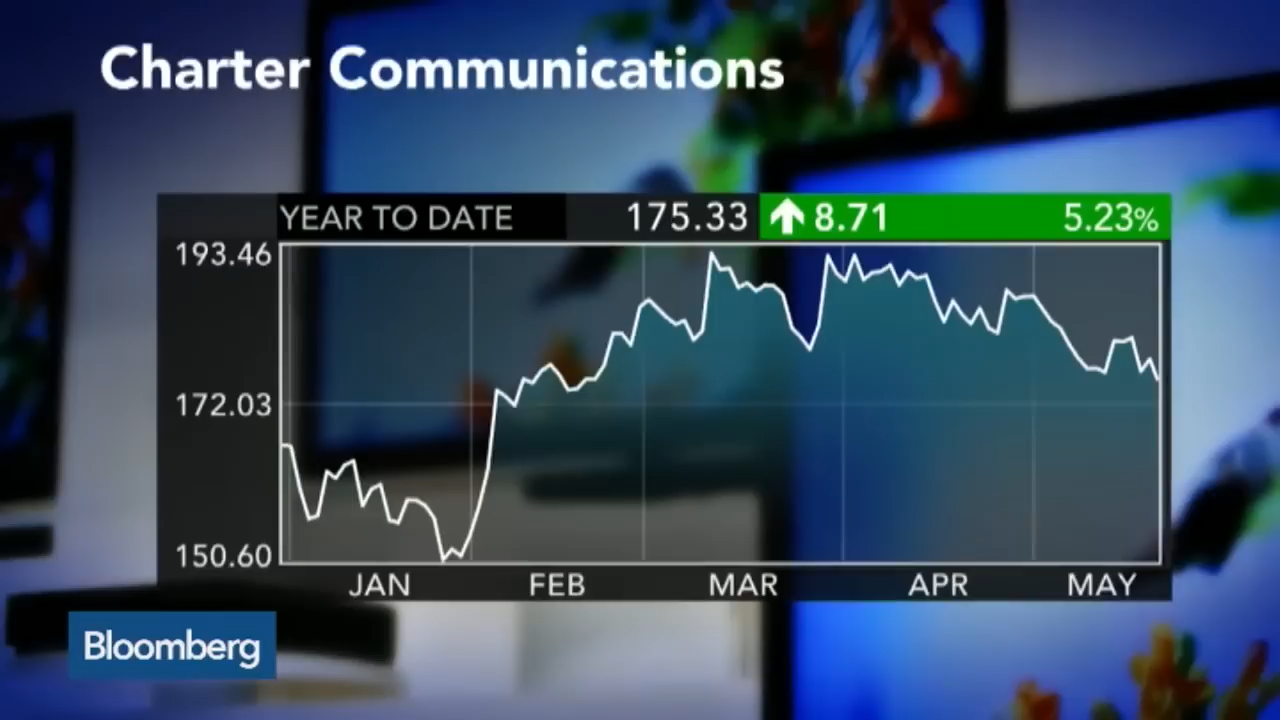 Charter Communications
YEAR TO DATE 175.33 ⬆ 8.71 5.23%
193.46
172.03
150.60
JAN FEB MAR APR MAY
Bloomberg